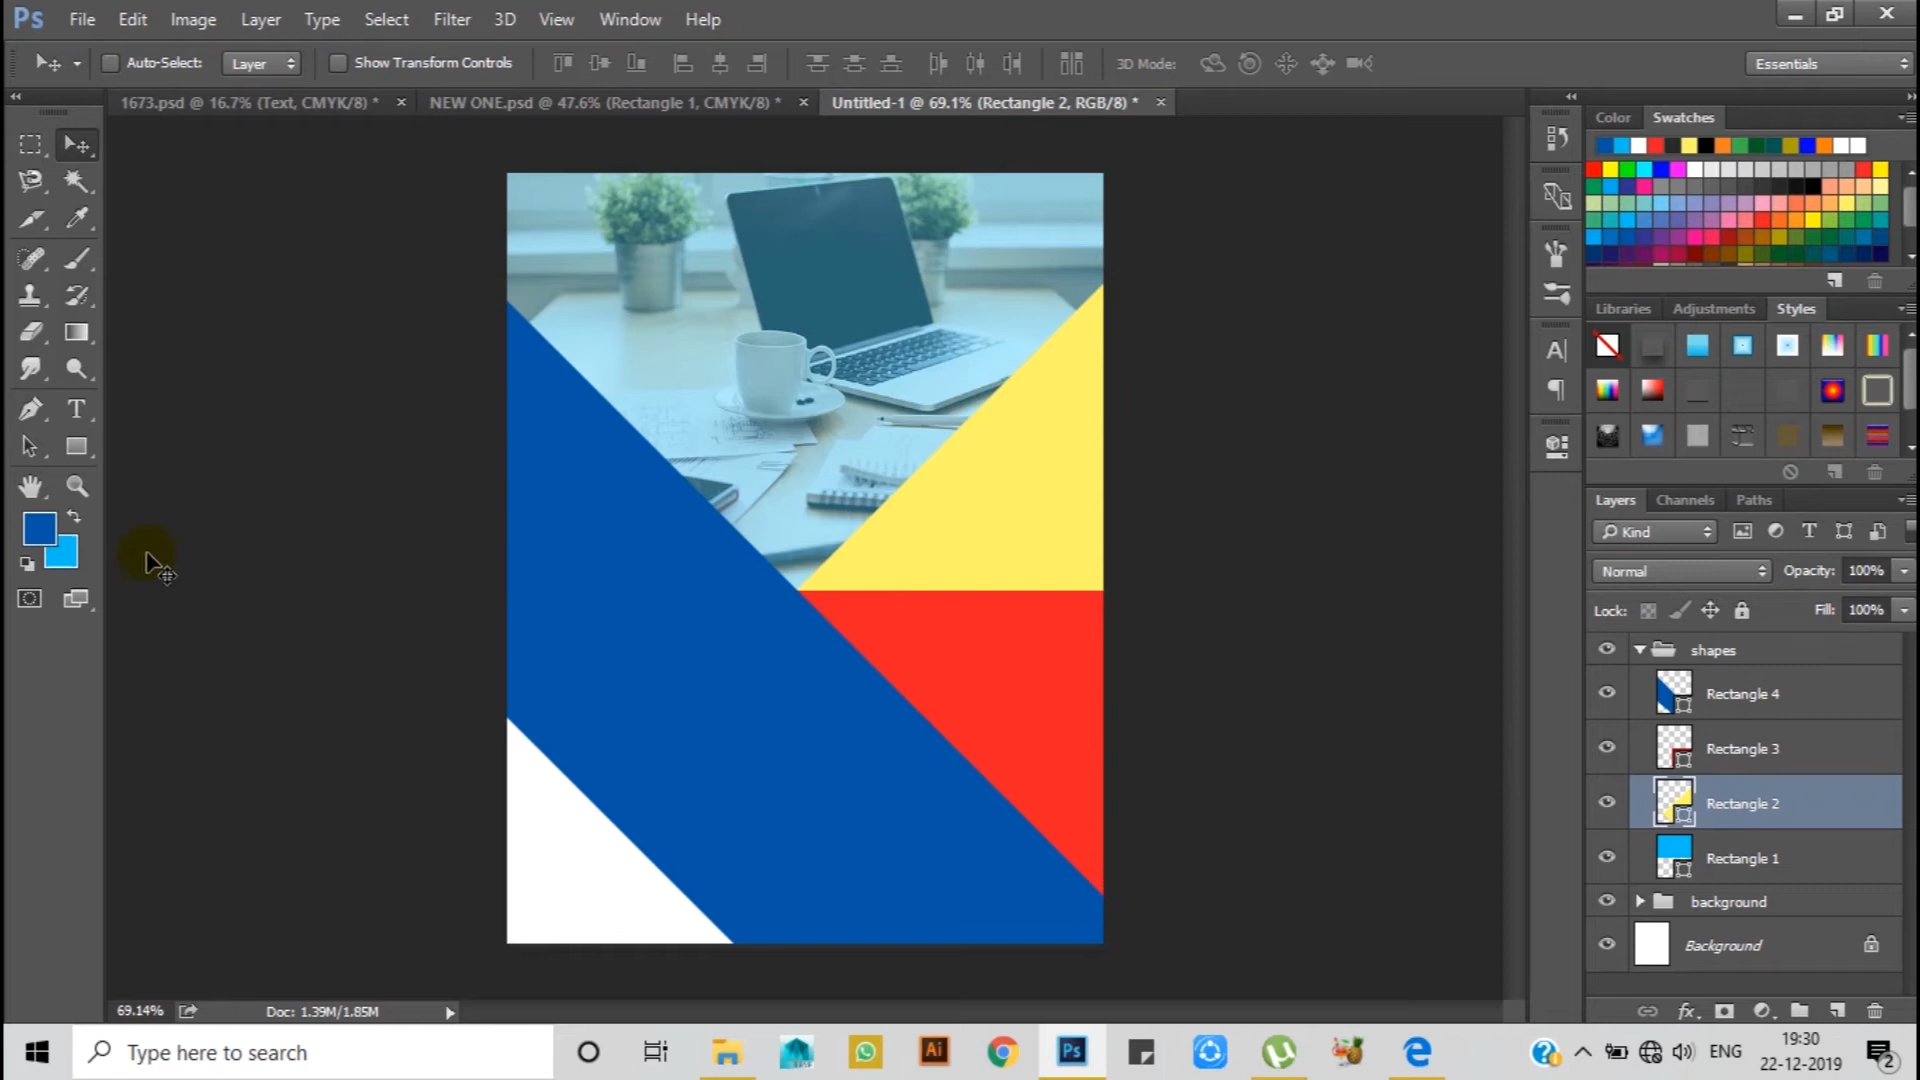 Ps File Edit Image Layer Type Select Filter 3D View Window Help
Auto-Select: Layer Show Transform Controls 3D Mode: Essentials
1673.psd @ 16.7% (Text, CMYK/8) * × NEW ONE.psd @ 47.6% (Rectangle 1, CMYK/8) * × Untitled-1 @ 69.1% (Rectangle 2, RGB/8) * ×
Color Swatches
Libraries Adjustments Styles
Layers Channels Paths
Kind
Normal Opacity: 100%
Lock: Fill: 100%
shapes
Rectangle 4
Rectangle 3
Rectangle 2
Rectangle 1
background
Background
69.14% Doc: 1.39M/1.85M
Type here to search
Ai Ps
ENG
19:30
22-12-2019
2